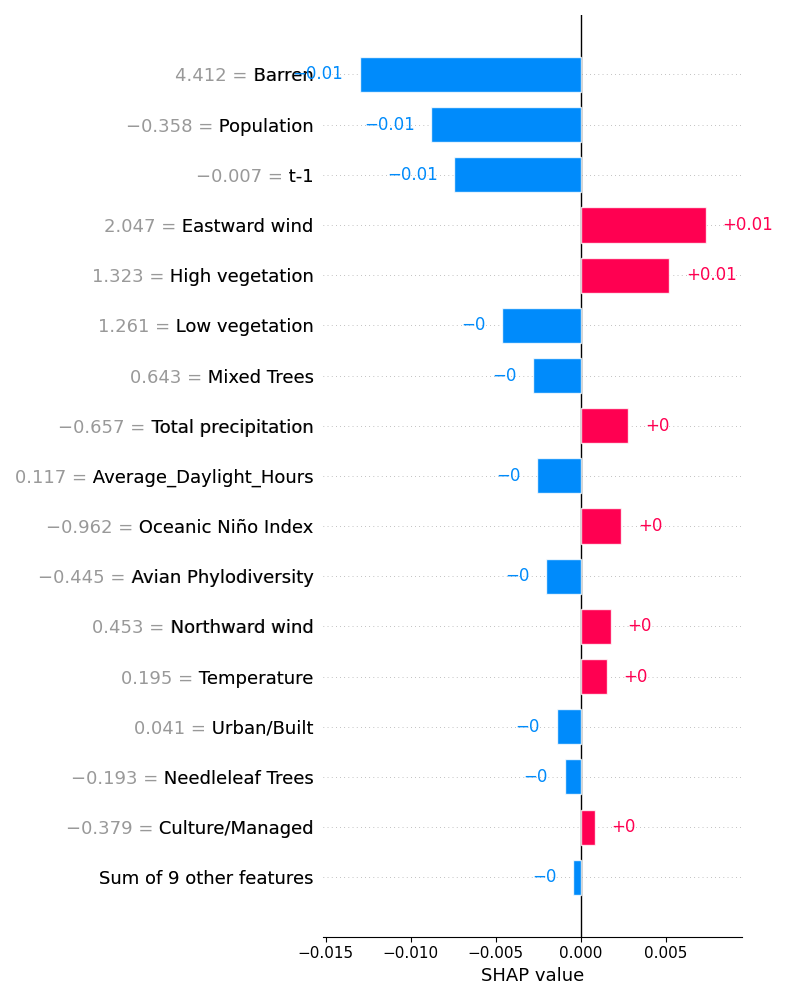 4.412 = Barren −0.01
−0.358 = Population −0.01
−0.007 = t-1 −0.01
2.047 = Eastward wind +0.01
1.323 = High vegetation +0.01
1.261 = Low vegetation −0
0.643 = Mixed Trees −0
−0.657 = Total precipitation +0
0.117 = Average_Daylight_Hours −0
−0.962 = Oceanic Niño Index +0
−0.445 = Avian Phylodiversity −0
0.453 = Northward wind +0
0.195 = Temperature +0
0.041 = Urban/Built −0
−0.193 = Needleleaf Trees −0
−0.379 = Culture/Managed +0
Sum of 9 other features −0
−0.015 −0.010 −0.005 0.000 0.005
SHAP value